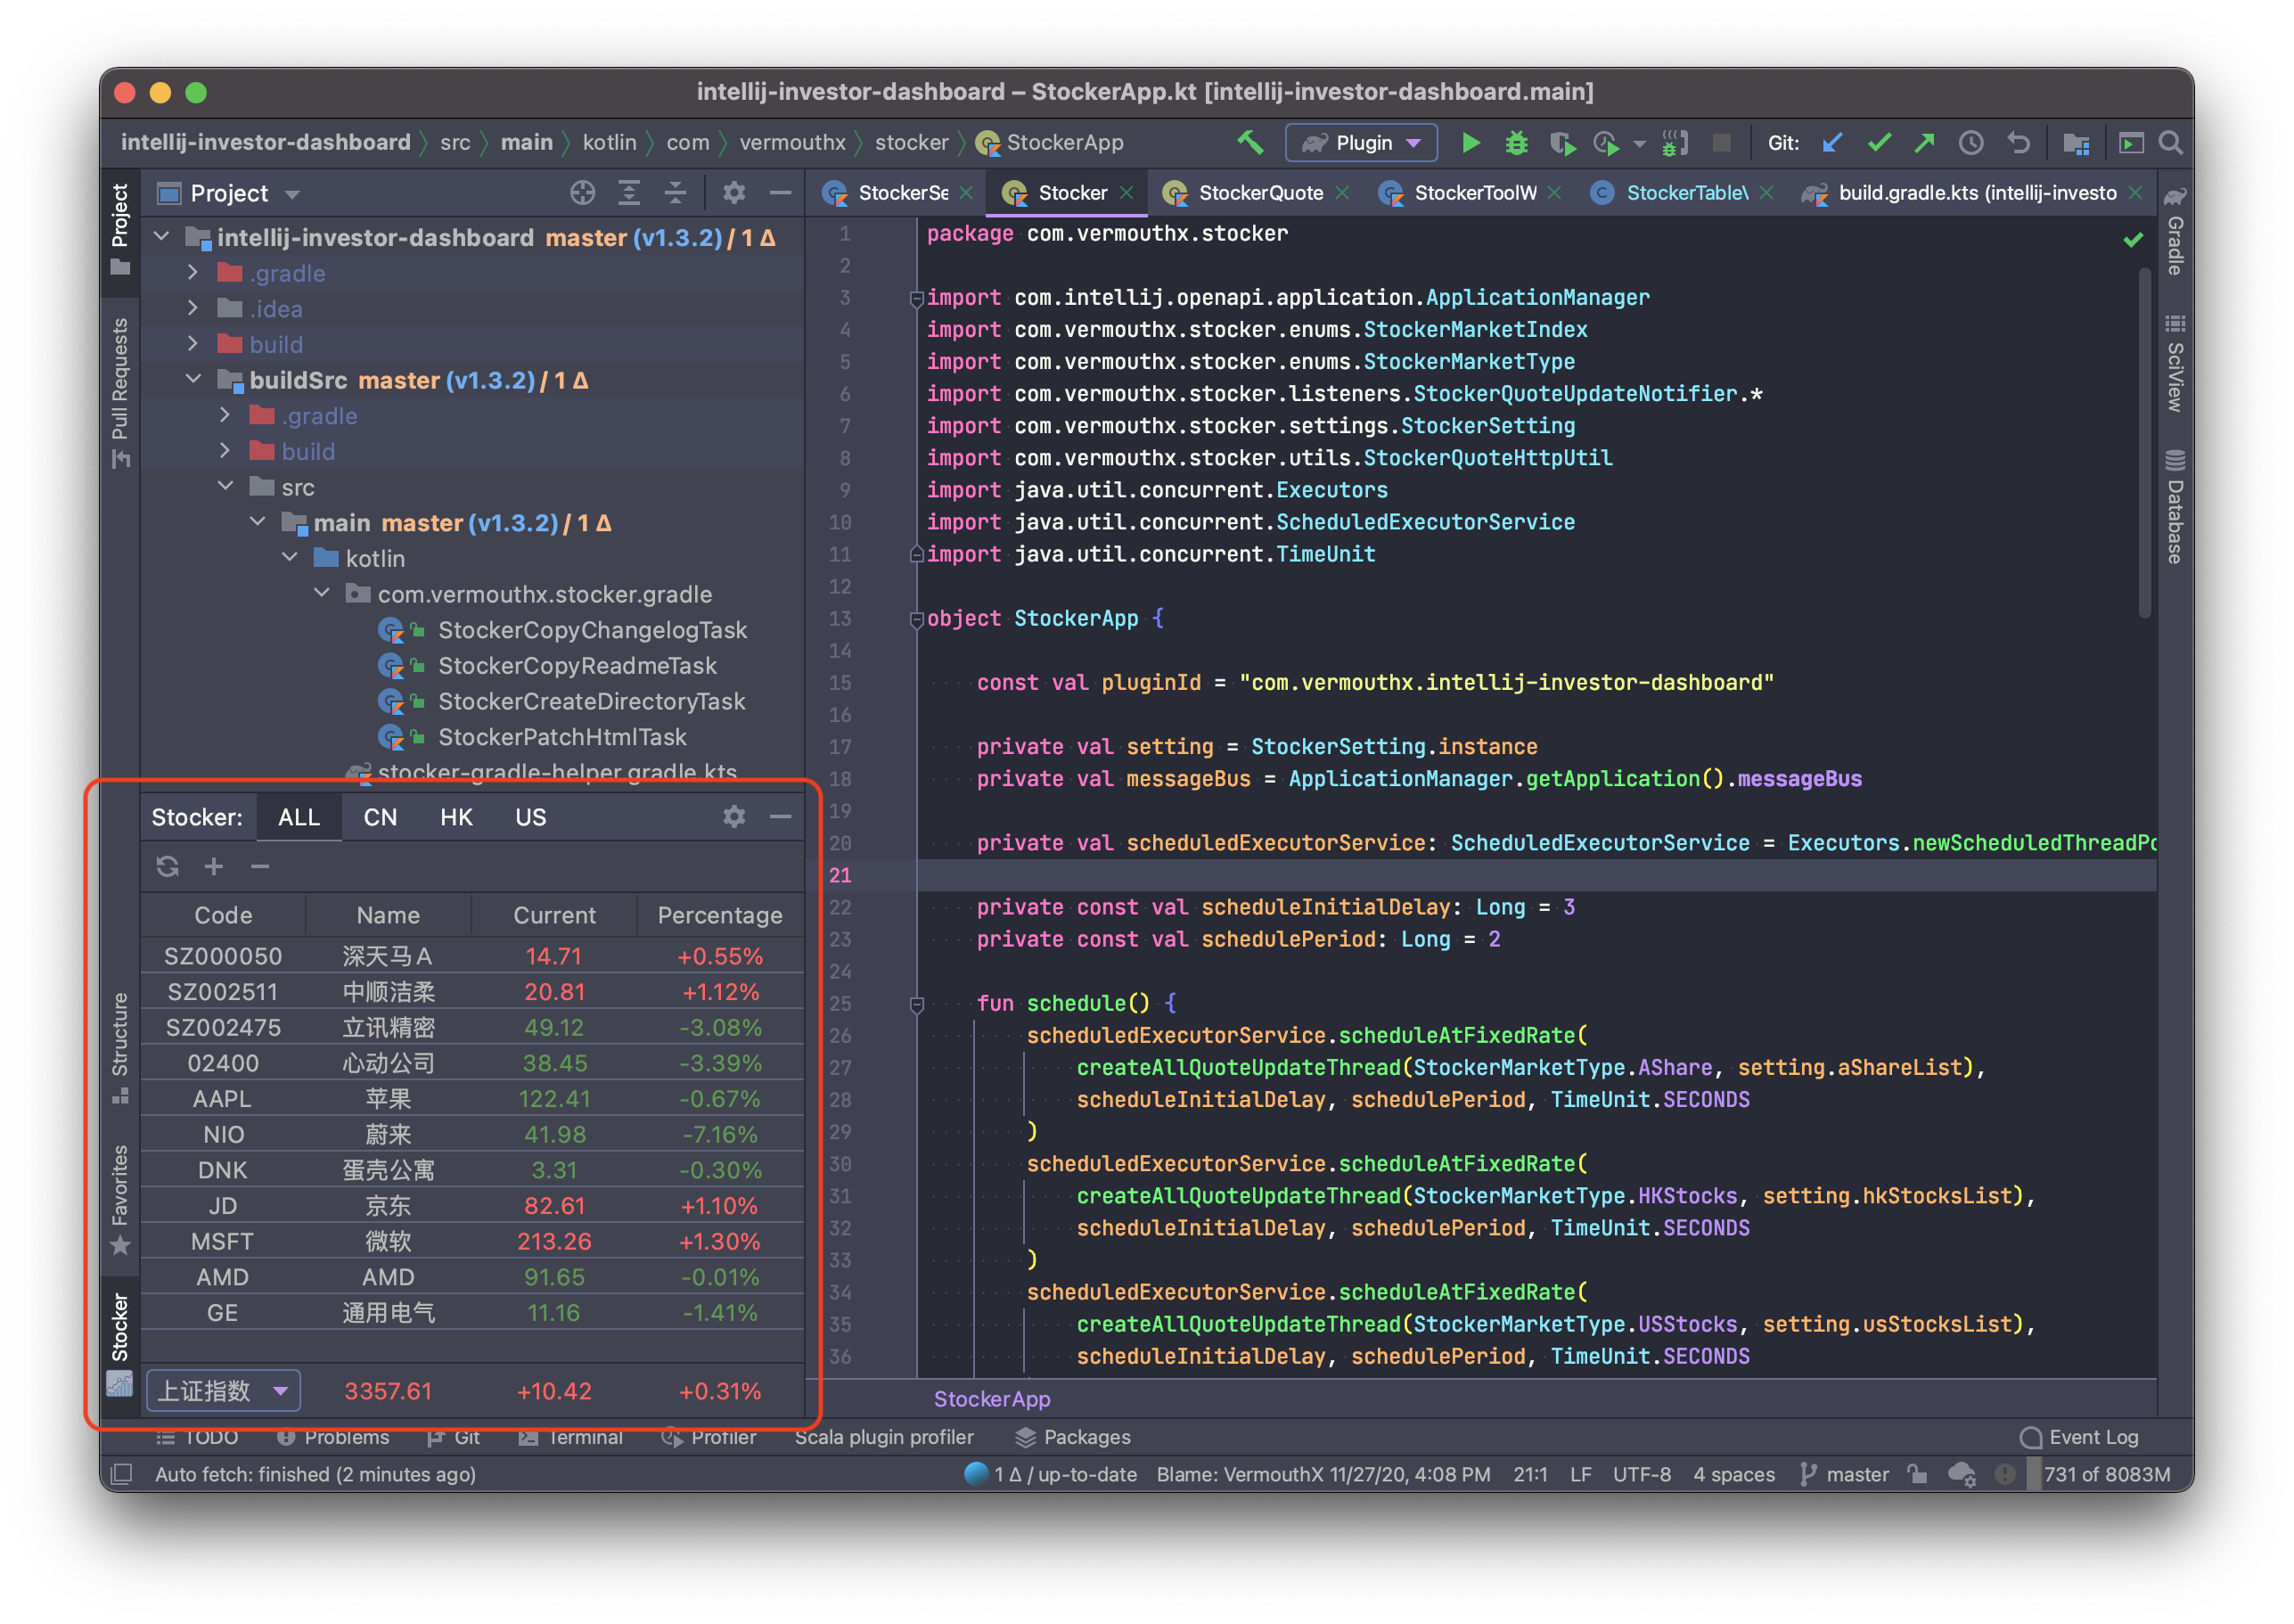 intellij-investor-dashboard – StockerApp.kt [intellij-investor-dashboard.main]
intellij-investor-dashboard src main kotlin com vermouthx stocker StockerApp Plugin Git:
Project
Pull Requests
Structure
Favorites
Stocker
Project
intellij-investor-dashboard master (v1.3.2) / 1 Δ
.gradle
.idea
build
buildSrc master (v1.3.2) / 1 Δ
.gradle
build
src
main master (v1.3.2) / 1 Δ
kotlin
com.vermouthx.stocker.gradle
StockerCopyChangelogTask
StockerCopyReadmeTask
StockerCreateDirectoryTask
StockerPatchHtmlTask
stocker-gradle-helper.gradle.kts
Stocker: ALL CN HK US
Code Name Current Percentage
SZ000050 深天马A 14.71 +0.55%
SZ002511 中顺洁柔 20.81 +1.12%
SZ002475 立讯精密 49.12 -3.08%
02400 心动公司 38.45 -3.39%
AAPL 苹果 122.41 -0.67%
NIO 蔚来 41.98 -7.16%
DNK 蛋壳公寓 3.31 -0.30%
JD 京东 82.61 +1.10%
MSFT 微软 213.26 +1.30%
AMD AMD 91.65 -0.01%
GE 通用电气 11.16 -1.41%
上证指数 3357.61 +10.42 +0.31%
StockerSe Stocker StockerQuote StockerToolW StockerTable build.gradle.kts (intellij-investo
1 package com.vermouthx.stocker
2
3 import com.intellij.openapi.application.ApplicationManager
4 import com.vermouthx.stocker.enums.StockerMarketIndex
5 import com.vermouthx.stocker.enums.StockerMarketType
6 import com.vermouthx.stocker.listeners.StockerQuoteUpdateNotifier.*
7 import com.vermouthx.stocker.settings.StockerSetting
8 import com.vermouthx.stocker.utils.StockerQuoteHttpUtil
9 import java.util.concurrent.Executors
10 import java.util.concurrent.ScheduledExecutorService
11 import java.util.concurrent.TimeUnit
12
13 object StockerApp {
14
15 const val pluginId = "com.vermouthx.intellij-investor-dashboard"
16
17 private val setting = StockerSetting.instance
18 private val messageBus = ApplicationManager.getApplication().messageBus
19
20 private val scheduledExecutorService: ScheduledExecutorService = Executors.newScheduledThreadPo
21
22 private const val scheduleInitialDelay: Long = 3
23 private const val schedulePeriod: Long = 2
24
25 fun schedule() {
26 scheduledExecutorService.scheduleAtFixedRate(
27 createAllQuoteUpdateThread(StockerMarketType.AShare, setting.aShareList),
28 scheduleInitialDelay, schedulePeriod, TimeUnit.SECONDS
29 )
30 scheduledExecutorService.scheduleAtFixedRate(
31 createAllQuoteUpdateThread(StockerMarketType.HKStocks, setting.hkStocksList),
32 scheduleInitialDelay, schedulePeriod, TimeUnit.SECONDS
33 )
34 scheduledExecutorService.scheduleAtFixedRate(
35 createAllQuoteUpdateThread(StockerMarketType.USStocks, setting.usStocksList),
36 scheduleInitialDelay, schedulePeriod, TimeUnit.SECONDS
StockerApp
Gradle
SciView
Database
TODO Problems Git Terminal Profiler Scala plugin profiler Packages Event Log
Auto fetch: finished (2 minutes ago) 1 Δ / up-to-date Blame: VermouthX 11/27/20, 4:08 PM 21:1 LF UTF-8 4 spaces master 731 of 8083M